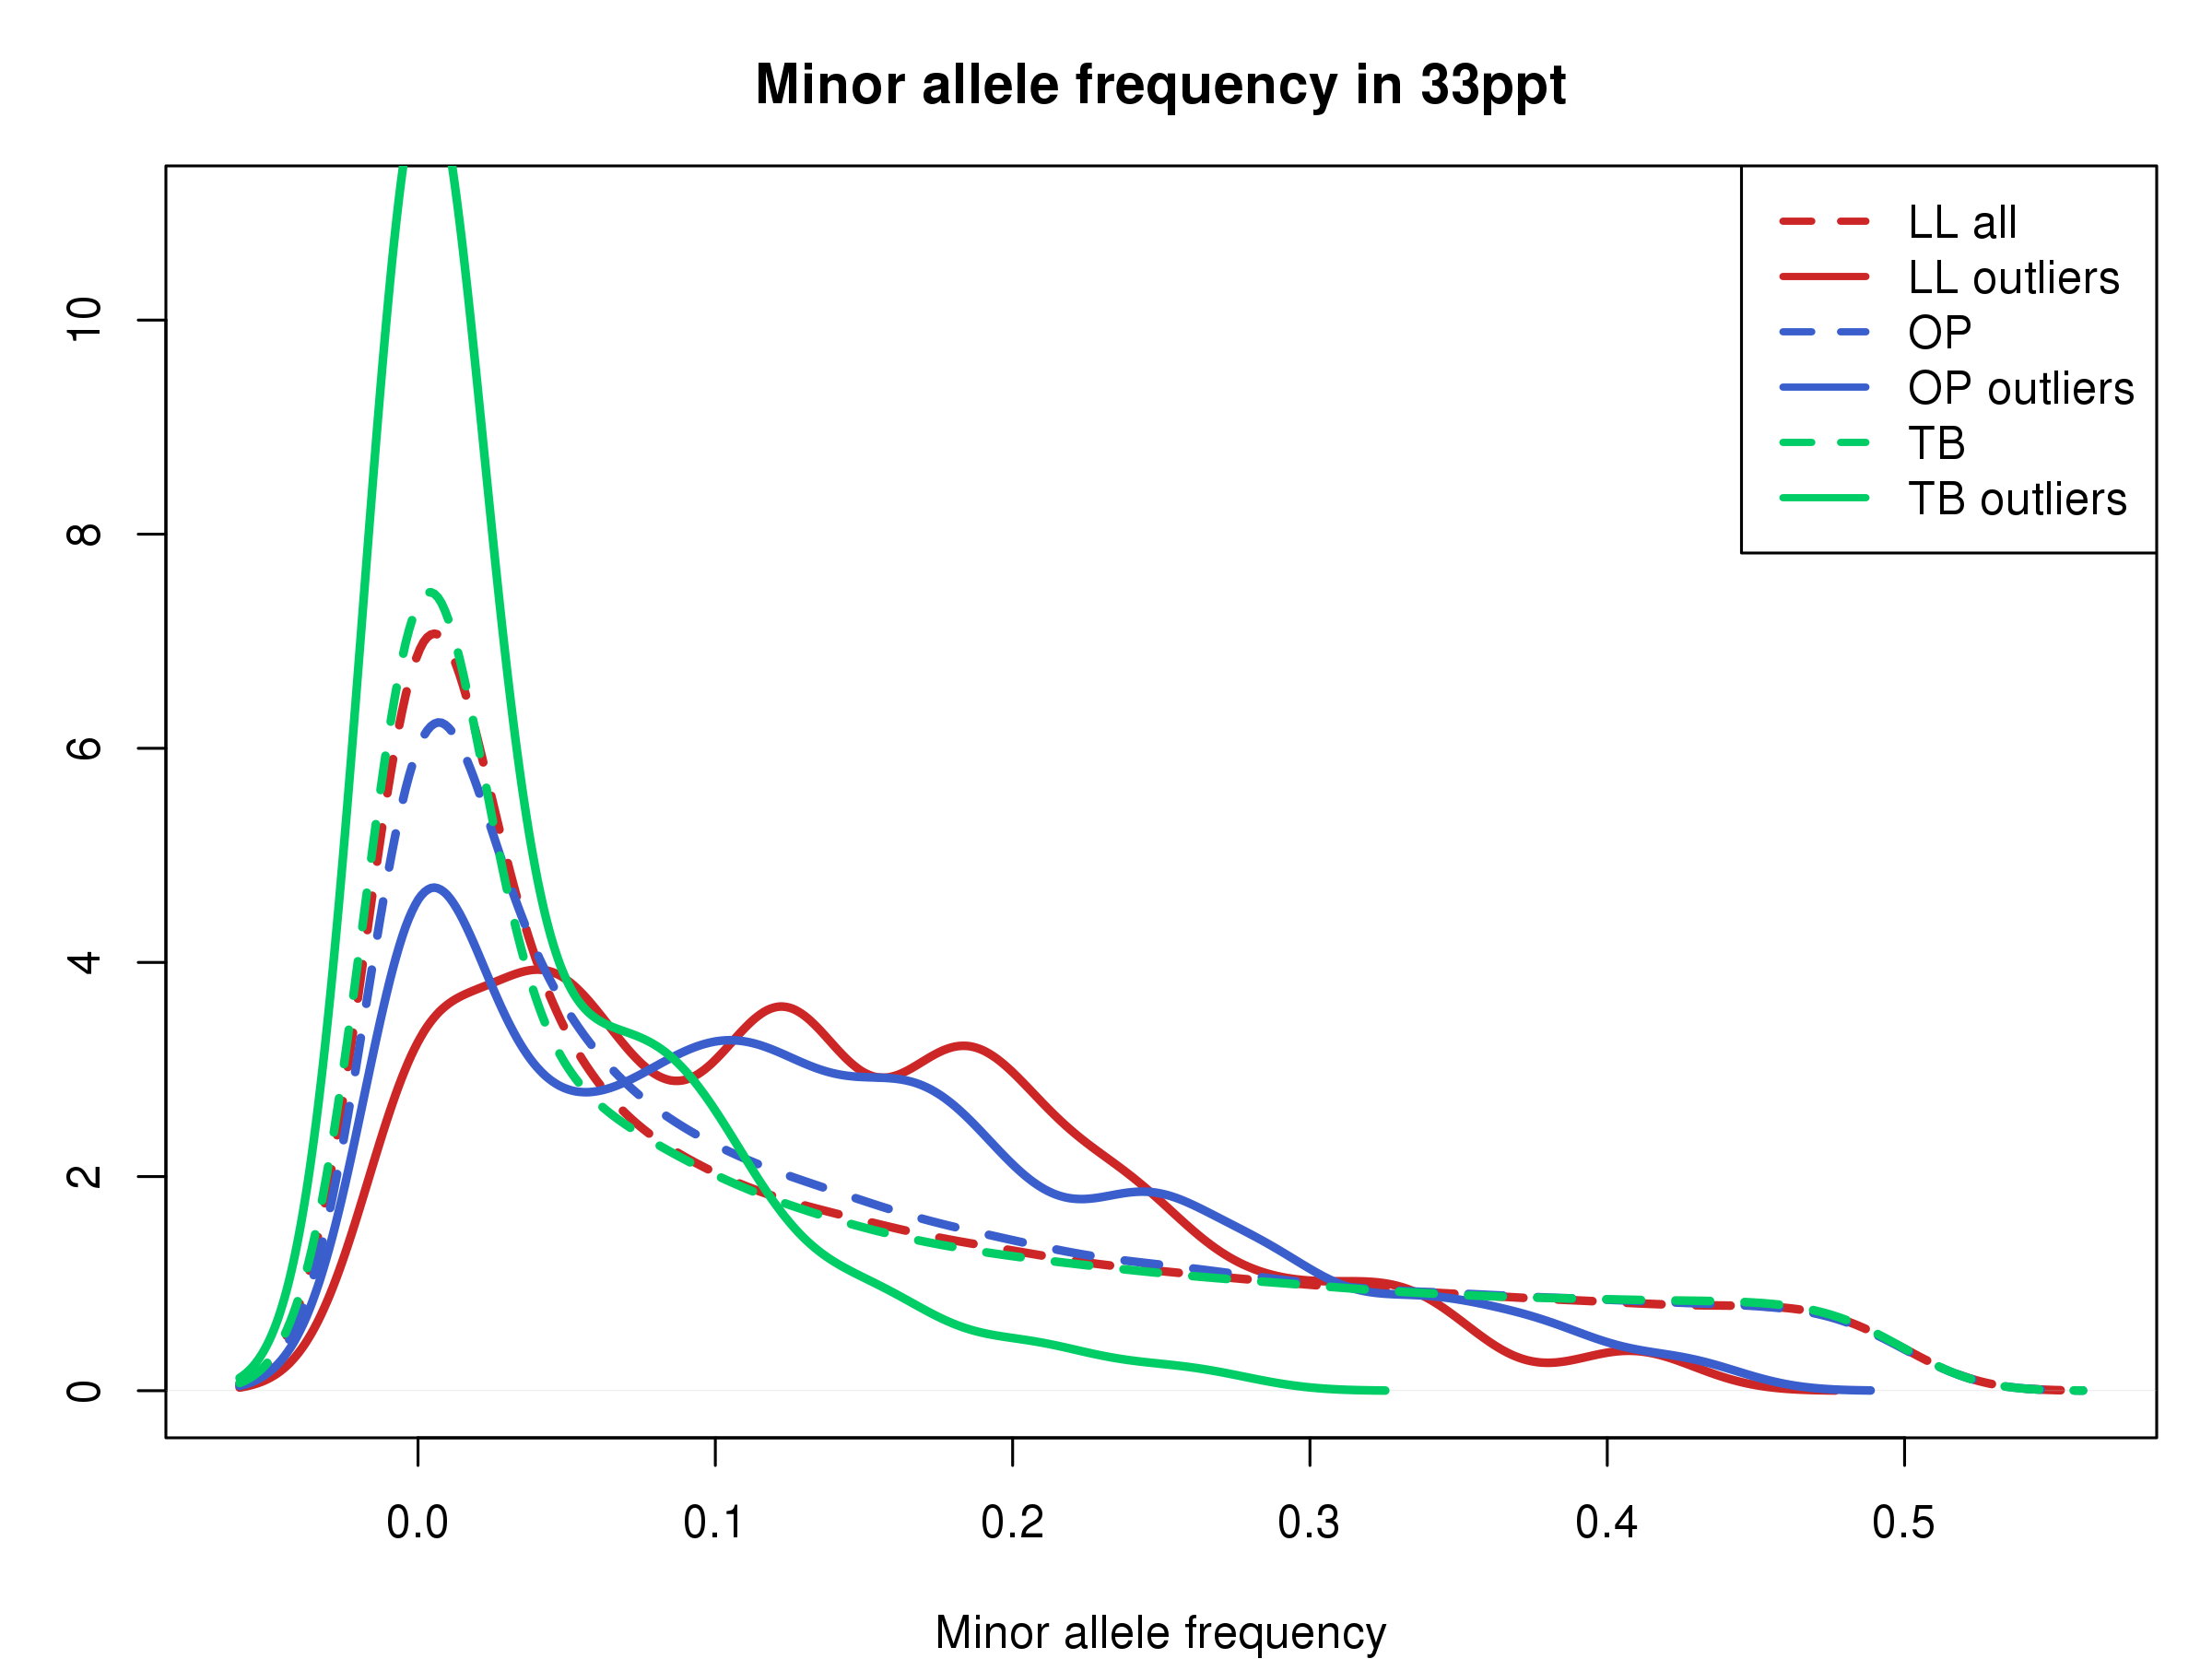 Minor allele frequency in 33ppt
LL all
LL outliers
OP
OP outliers
TB
TB outliers
10
8
6
4
2
0
0.0 0.1 0.2 0.3 0.4 0.5
Minor allele frequency